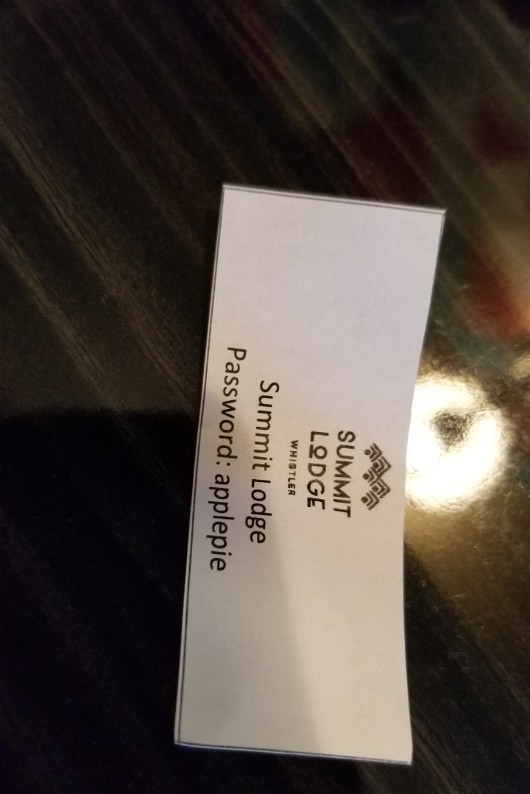 SUMMIT
LODGE
WHISTLER
Summit Lodge
Password: applepie